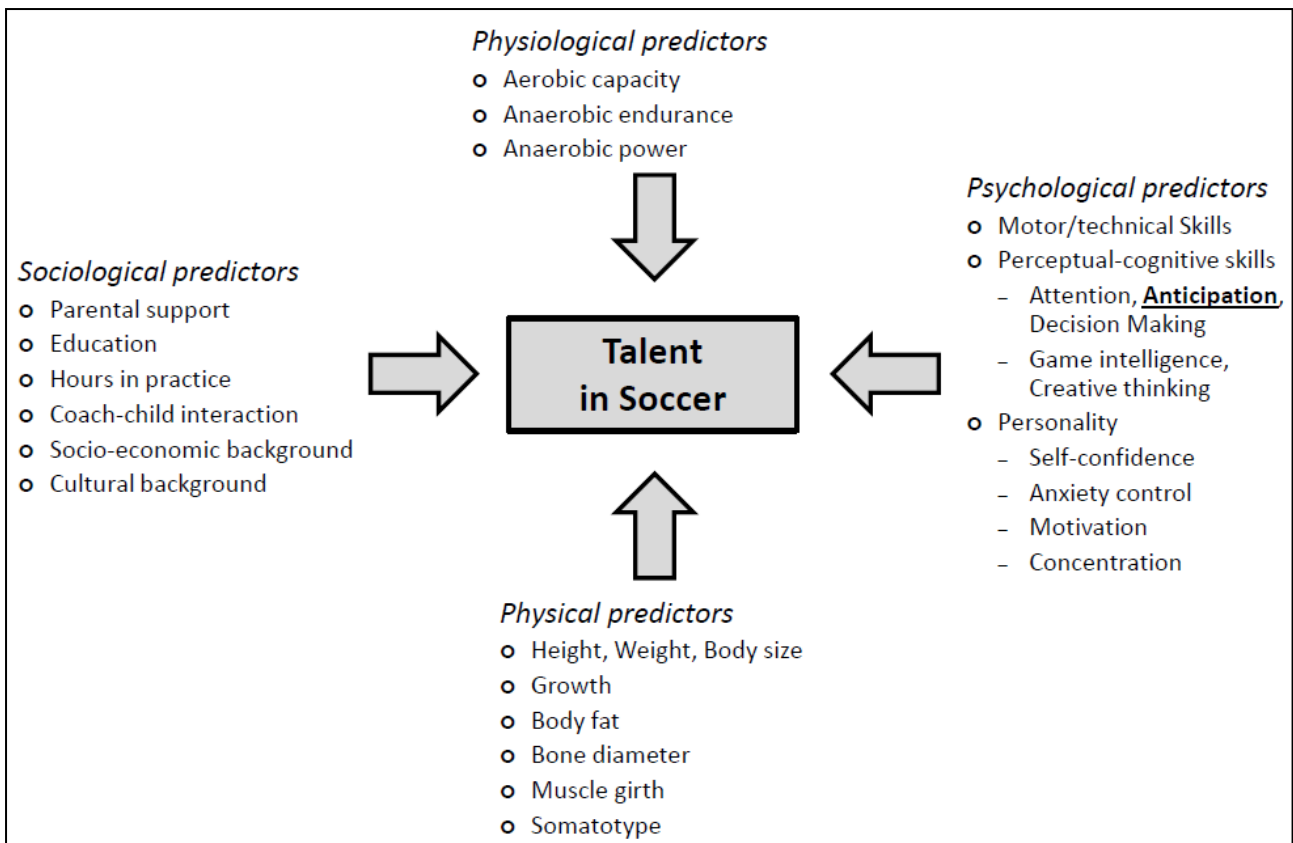 Physiological predictors
o Aerobic capacity
o Anaerobic endurance
o Anaerobic power
Psychological predictors
o Motor/technical Skills
o Perceptual-cognitive skills
– Attention, Anticipation,
Decision Making
– Game intelligence,
Creative thinking
o Personality
– Self-confidence
– Anxiety control
– Motivation
– Concentration
Sociological predictors
o Parental support
o Education
o Hours in practice
o Coach-child interaction
o Socio-economic background
o Cultural background
Talent
in Soccer
Physical predictors
o Height, Weight, Body size
o Growth
o Body fat
o Bone diameter
o Muscle girth
o Somatotype